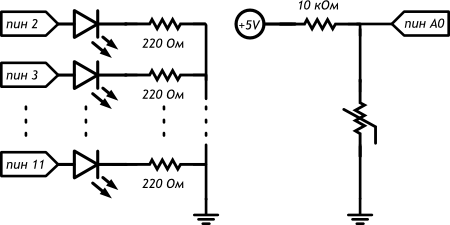 пин 2
220 Ом
пин 3
220 Ом
пин 11
220 Ом
+5V
10 кОм
пин A0